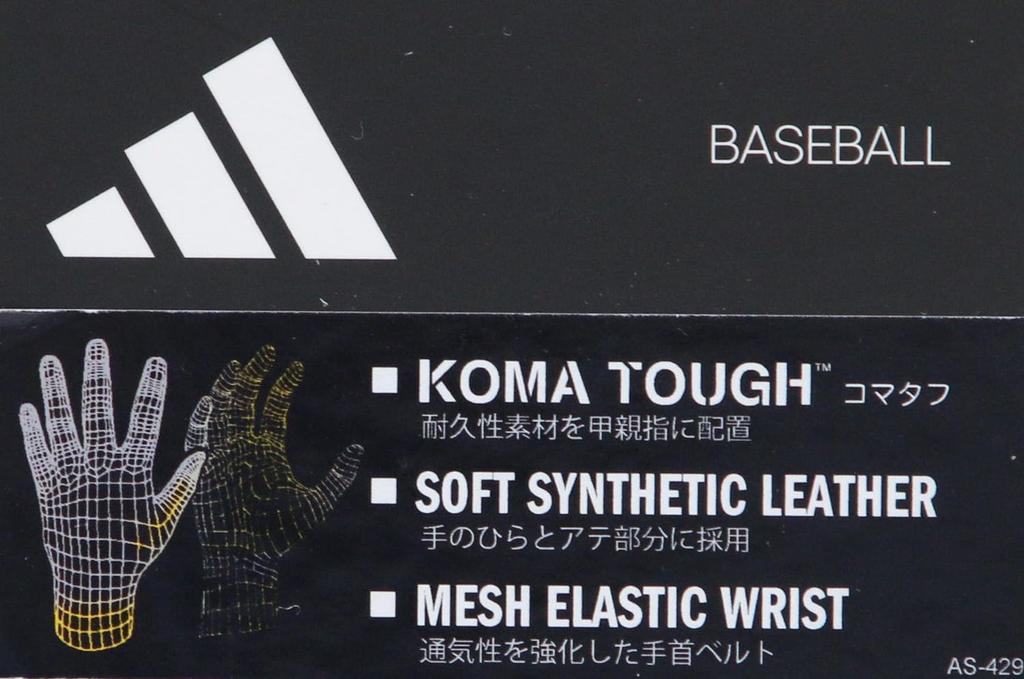 BASEBALL
KOMA TOUGH™ コマタフ
耐久性素材を甲親指に配置
SOFT SYNTHETIC LEATHER
手のひらとアテ部分に採用
MESH ELASTIC WRIST
通気性を強化した手首ベルト
AS-429